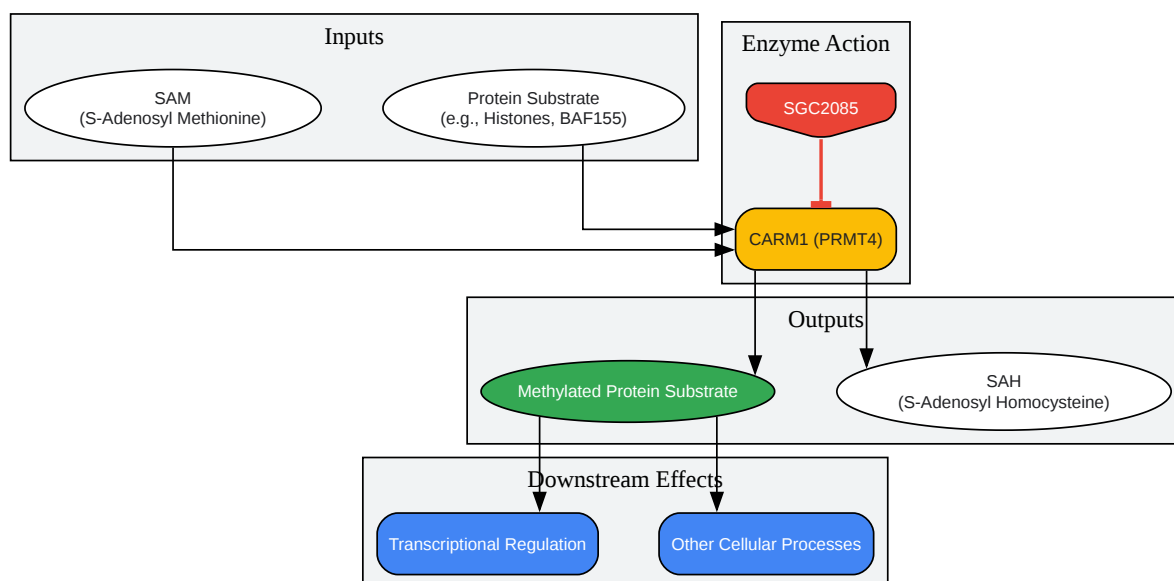 Inputs
SAM
(S-Adenosyl Methionine)
Protein Substrate
(e.g., Histones, BAF155)
Enzyme Action
SGC2085
CARM1 (PRMT4)
Outputs
Methylated Protein Substrate
SAH
(S-Adenosyl Homocysteine)
Downstream Effects
Transcriptional Regulation
Other Cellular Processes